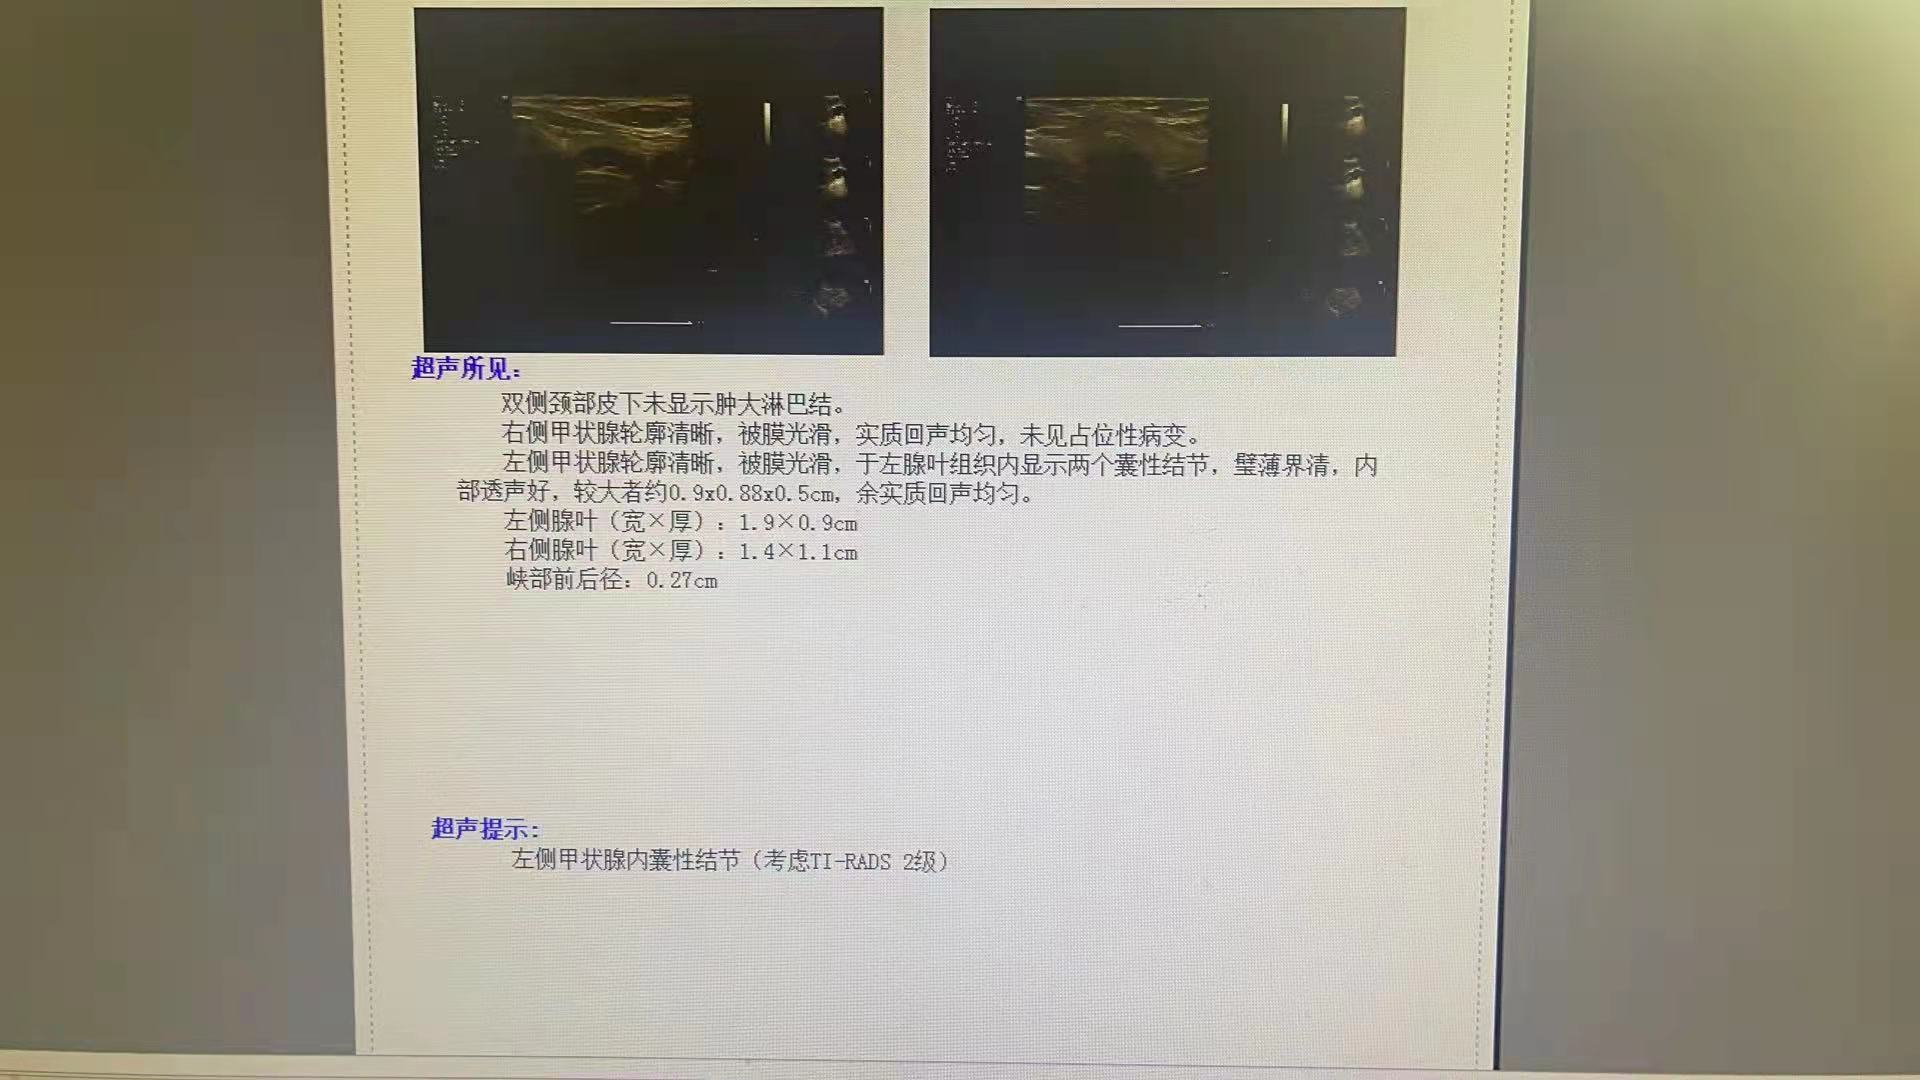 超声所见：
双侧颈部皮下未显示肿大淋巴结。
右侧甲状腺轮廓清晰，被膜光滑，实质回声均匀，未见占位性病变。
左侧甲状腺轮廓清晰，被膜光滑，于左腺叶组织内显示两个囊性结节，璧薄界清，内
部透声好，较大者约0.9x0.88x0.5cm，余实质回声均匀。
左侧腺叶（宽×厚）：1.9×0.9cm
右侧腺叶（宽×厚）：1.4×1.1cm
峡部前后径：0.27cm
超声提示：
左侧甲状腺内囊性结节（考虑TI-RADS 2级）